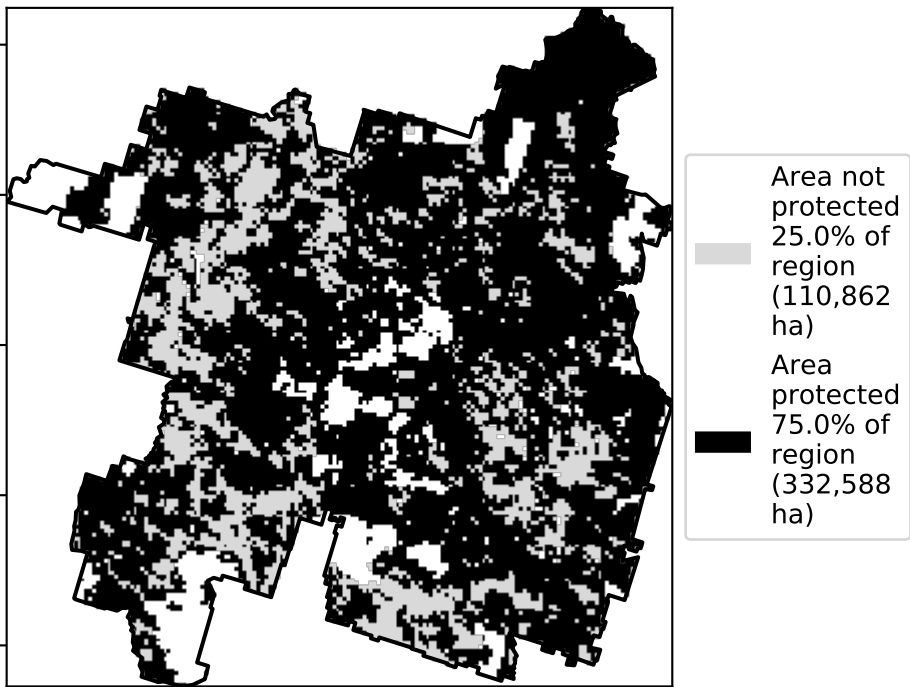 Area not
protected
25.0% of
region
(110,862
ha)
Area
protected
75.0% of
region
(332,588
ha)